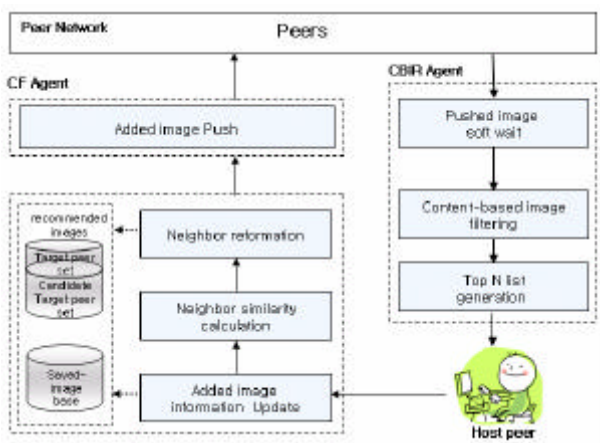 Peer Network
Peers
CF Agent
CBIR Agent
Added image Push
Pushed image
soft wait
recommended
images
Neighbor reformation
Content-based image
filtering
Target peer
set
Candidate
Target peer
set
Top N list
generation
Neighbor similarity
calculation
Saved-
image
base
Added image
information Update
Host peer